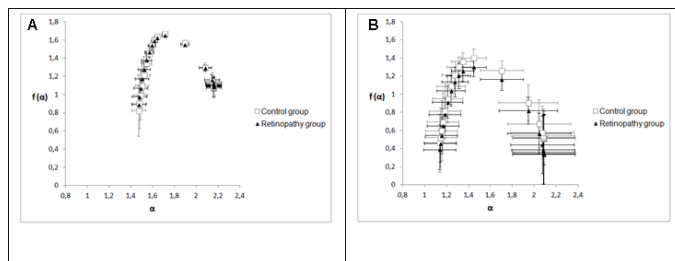 A
1,8
1,6
1,4
1,2
f(α) 1
0,8
0,6
0,4
0,2
0
0,8 1 1,2 1,4 1,6 1,8 2 2,2 2,4
α
Control group
Retinopathy group
B
1,8
1,6
1,4
1,2
f(α) 1
0,8
0,6
0,4
0,2
0
0,8 1 1,2 1,4 1,6 1,8 2 2,2 2,4
α
Control group
Retinopathy group